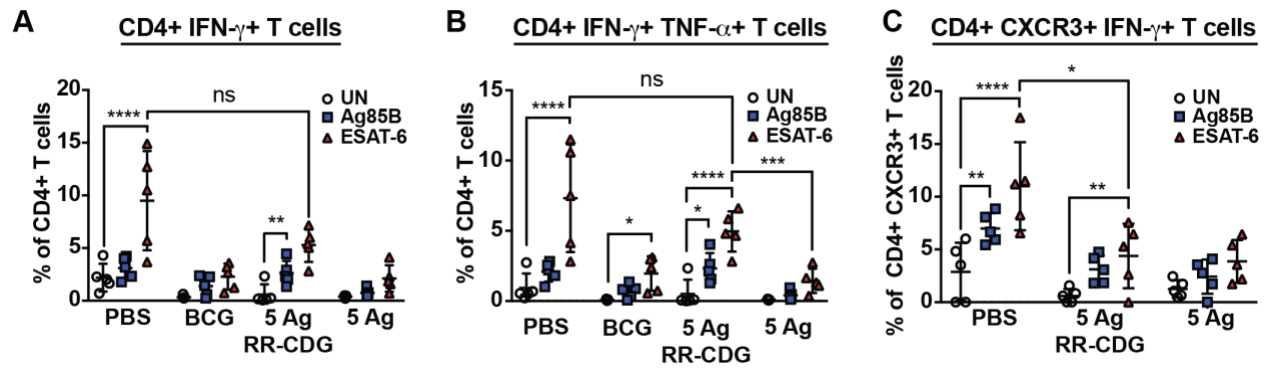 A
CD4+ IFN-γ+ T cells
% of CD4+ T cells
20
15
10
5
0
****
ns
**
UN
Ag85B
ESAT-6
PBS
BCG
5 Ag
5 Ag
RR-CDG
B
CD4+ IFN-γ+ TNF-α+ T cells
% of CD4+ T cells
15
10
5
0
****
ns
*
****
*
***
UN
Ag85B
ESAT-6
PBS
BCG
5 Ag
5 Ag
RR-CDG
C
CD4+ CXCR3+ IFN-γ+ T cells
% of CD4+ CXCR3+ T cells
20
15
10
5
0
****
*
**
**
UN
Ag85B
ESAT-6
PBS
5 Ag
5 Ag
RR-CDG